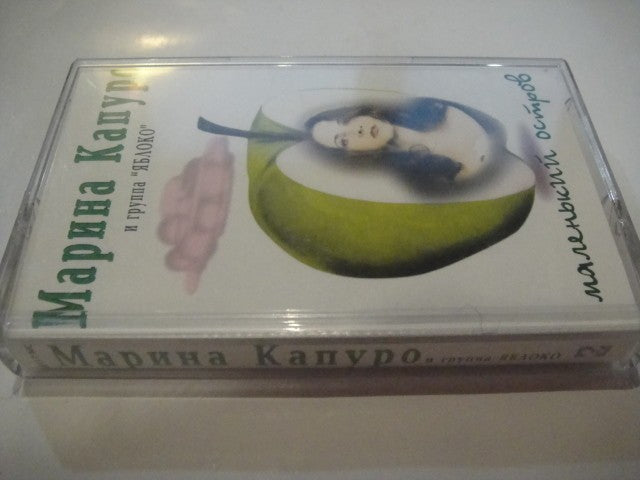 Марина Капуро
и группа "ЯБЛОКО"
маленький остров
Марина Капуро и группа ЯБЛОКО